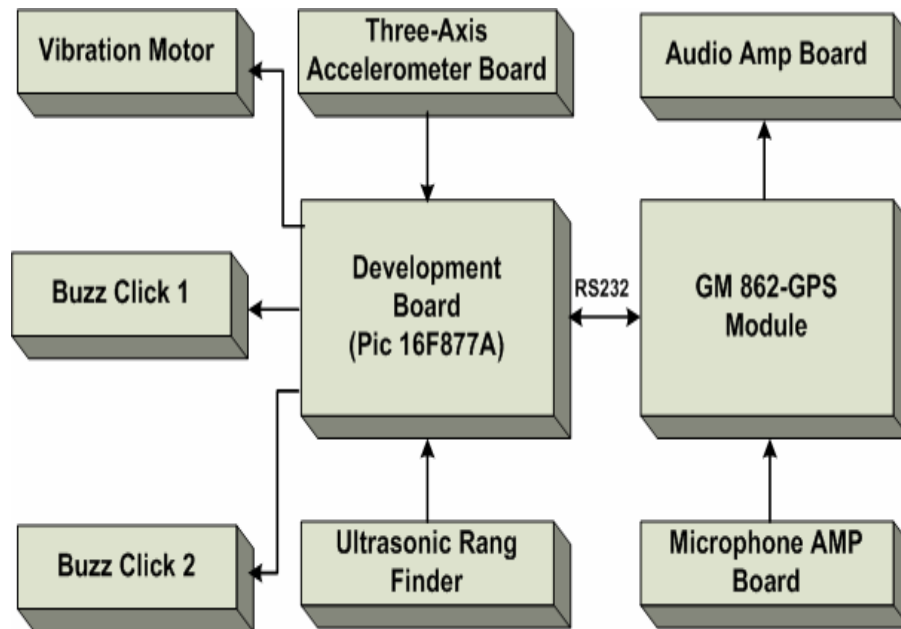 Vibration Motor
Three-Axis
Accelerometer Board
Audio Amp Board
Buzz Click 1
Development
Board
(Pic 16F877A)
RS232
GM 862-GPS
Module
Buzz Click 2
Ultrasonic Rang
Finder
Microphone AMP
Board